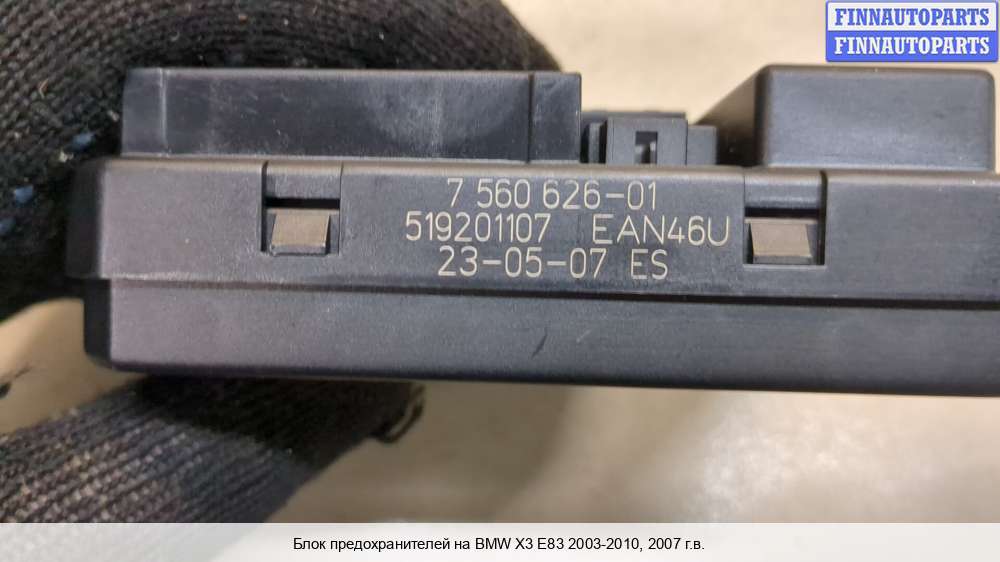 FINNAUTOPARTS
FINNAUTOPARTS
7 560 626-01
519201107 EAN46U
23-05-07 ES
Блок предохранителей на BMW X3 E83 2003-2010, 2007 г.в.